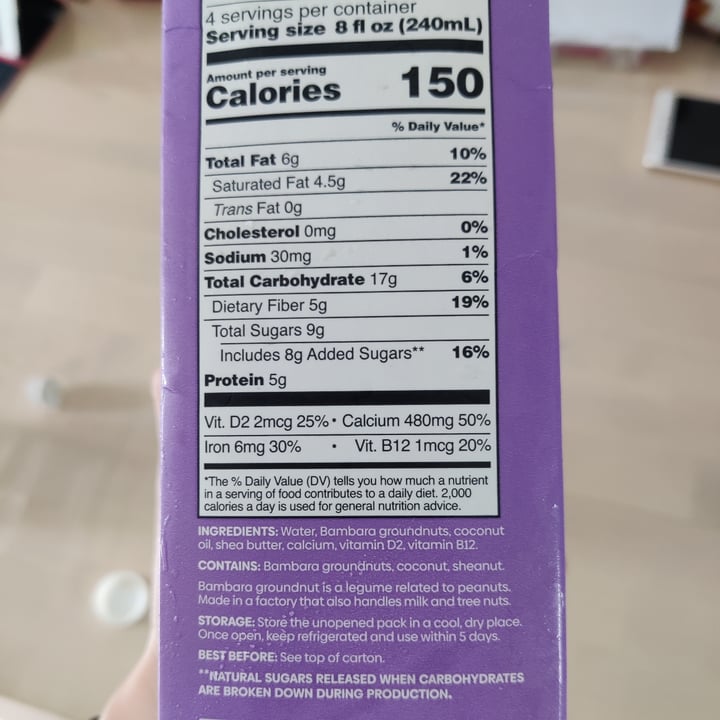 4 servings per container
Serving size 8 fl oz (240mL)
Amount per serving
Calories 150
% Daily Value*
Total Fat 6g 10%
Saturated Fat 4.5g 22%
Trans Fat 0g
Cholesterol 0mg 0%
Sodium 30mg 1%
Total Carbohydrate 17g 6%
Dietary Fiber 5g 19%
Total Sugars 9g
Includes 8g Added Sugars** 16%
Protein 5g
Vit. D2 2mcg 25% • Calcium 480mg 50%
Iron 6mg 30% • Vit. B12 1mcg 20%
*The % Daily Value (DV) tells you how much a nutrient
in a serving of food contributes to a daily diet. 2,000
calories a day is used for general nutrition advice.
INGREDIENTS: Water, Bambara groundnuts, coconut
oil, shea butter, calcium, vitamin D2, vitamin B12.
CONTAINS: Bambara groundnuts, coconut, sheanut.
Bambara groundnut is a legume related to peanuts.
Made in a factory that also handles milk and tree nuts.
STORAGE: Store the unopened pack in a cool, dry place.
Once open, keep refrigerated and use within 5 days.
BEST BEFORE: See top of carton.
**NATURAL SUGARS RELEASED WHEN CARBOHYDRATES
ARE BROKEN DOWN DURING PRODUCTION.